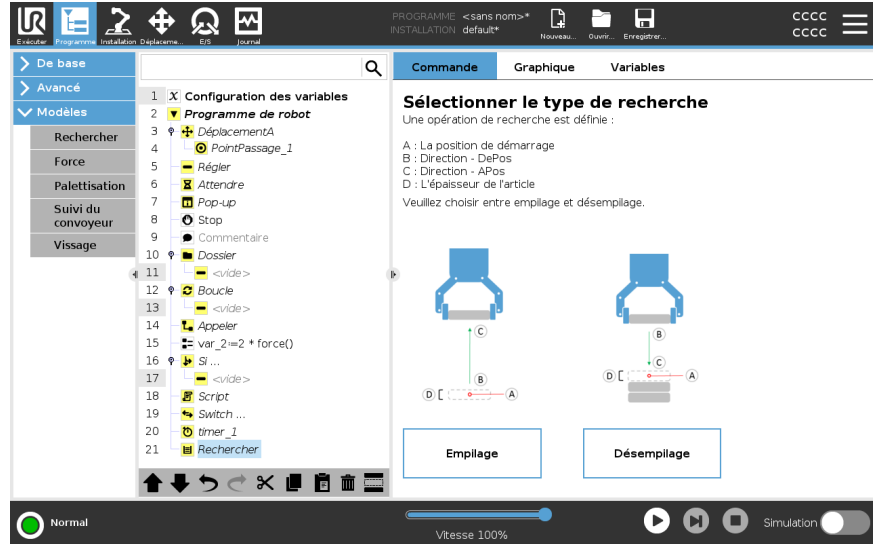 UR
PROGRAMME <sans nom>*
INSTALLATION default*
CCCC
CCCC
Exécuter
Programme
Installation
Déplaceme...
E/S
Journal
Nouveau...
Ouvrir...
Enregistrer...
De base
Avancé
Modèles
Rechercher
Force
Palettisation
Suivi du
convoyeur
Vissage
1 X Configuration des variables
2 Programme de robot
3 DéplacementA
4 PointPassage_1
5 Régler
6 Attendre
7 Pop-up
8 Stop
9 Commentaire
10 Dossier
11 <vide>
12 Boucle
13 <vide>
14 Appeler
15 var_2:=2 * force()
16 Si ...
17 <vide>
18 Script
19 Switch ...
20 timer_1
21 Rechercher
Commande
Graphique
Variables
Sélectionner le type de recherche
Une opération de recherche est définie :
A : La position de démarrage
B : Direction - DePos
C : Direction - APos
D : L'épaisseur de l'article
Veuillez choisir entre empilage et désempilage.
C
B
D
A
B
C
D
A
Empilage
Désempilage
Normal
Vitesse 100%
Simulation